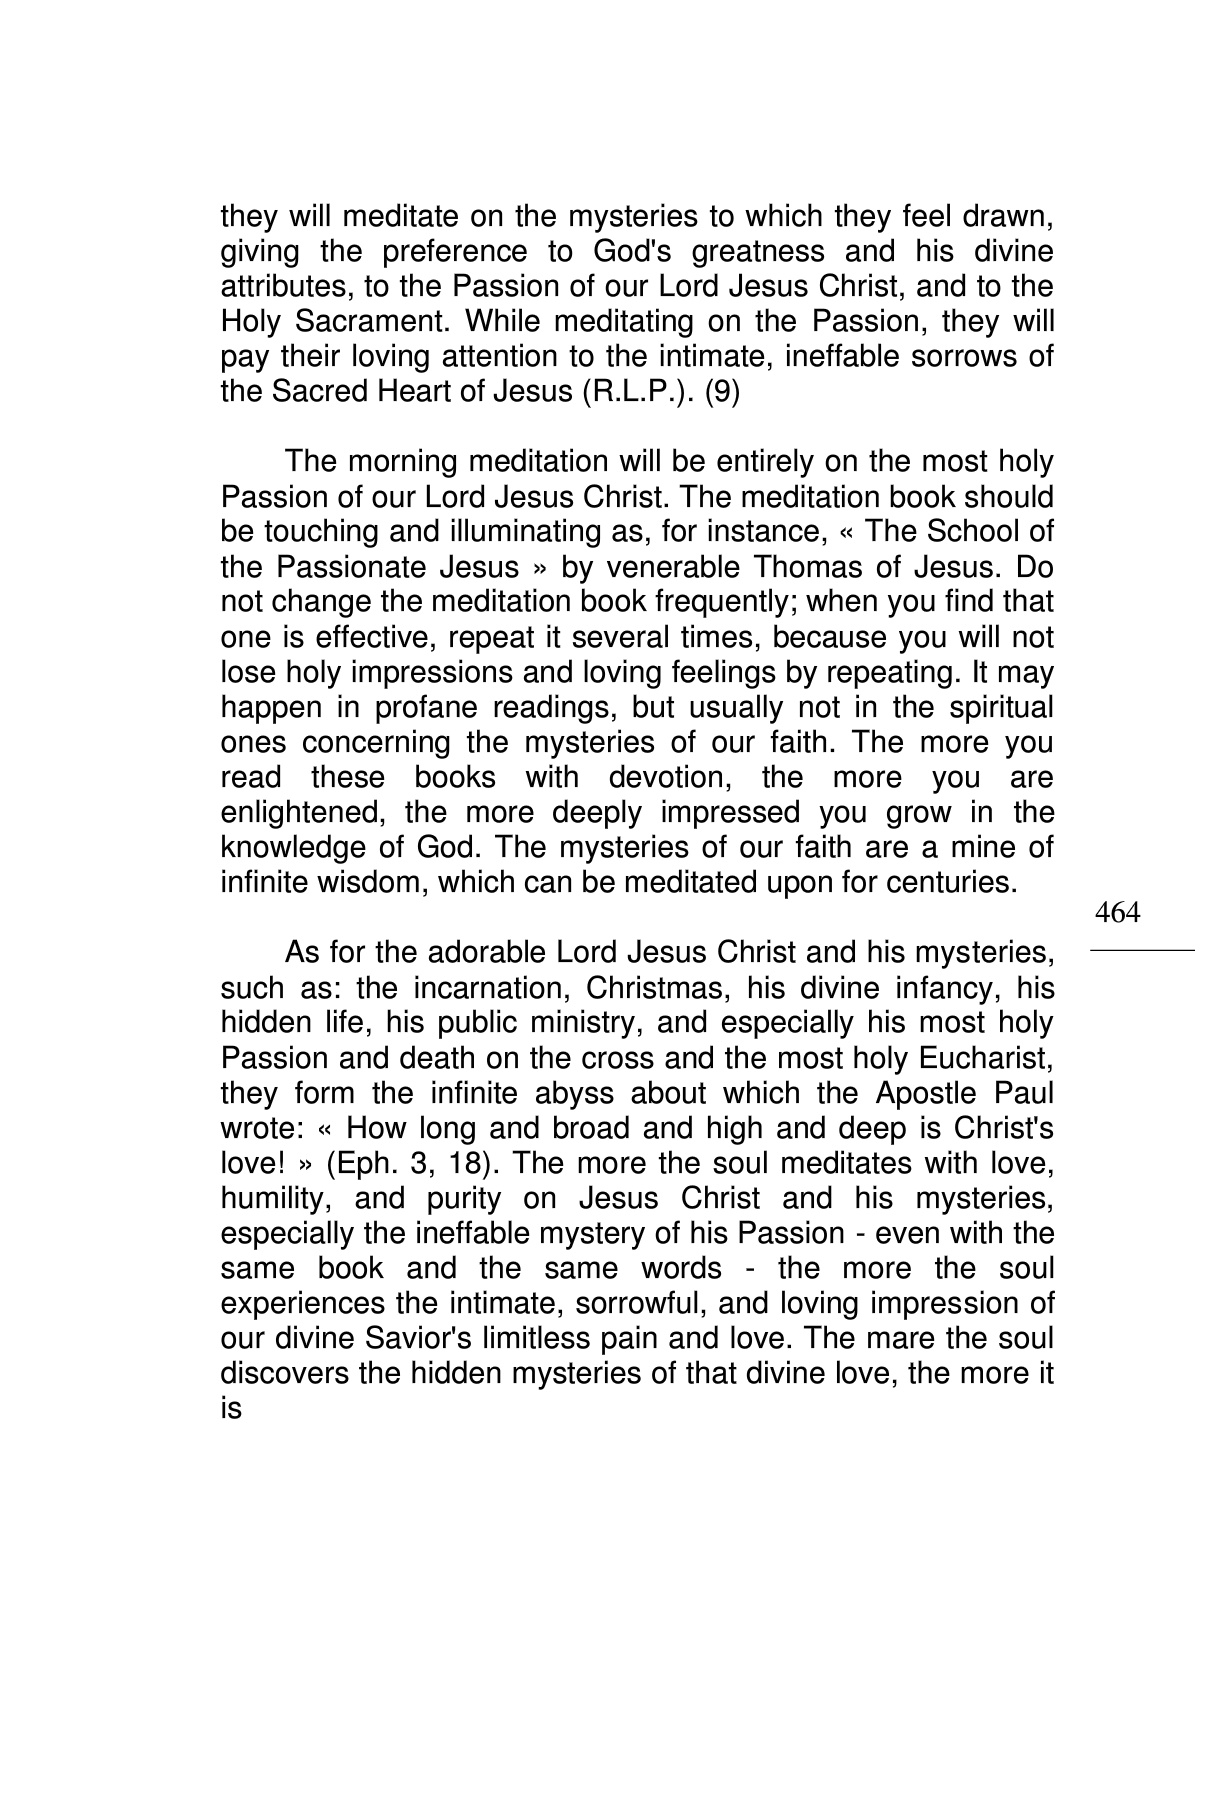 they will meditate on the mysteries to which they feel drawn,
giving the preference to God's greatness and his divine
attributes, to the Passion of our Lord Jesus Christ, and to the
Holy Sacrament. While meditating on the Passion, they will
pay their loving attention to the intimate, ineffable sorrows of
the Sacred Heart of Jesus (R.L.P.). (9)
The morning meditation will be entirely on the most holy
Passion of our Lord Jesus Christ. The meditation book should
be touching and illuminating as, for instance, « The School of
the Passionate Jesus » by venerable Thomas of Jesus. Do
not change the meditation book frequently; when you find that
one is effective, repeat it several times, because you will not
lose holy impressions and loving feelings by repeating. It may
happen in profane readings, but usually not in the spiritual
ones concerning the mysteries of our faith. The more you
read these books with devotion, the more you are
enlightened, the more deeply impressed you grow in the
knowledge of God. The mysteries of our faith are a mine of
infinite wisdom, which can be meditated upon for centuries.
464
As for the adorable Lord Jesus Christ and his mysteries,
such as: the incarnation, Christmas, his divine infancy, his
hidden life, his public ministry, and especially his most holy
Passion and death on the cross and the most holy Eucharist,
they form the infinite abyss about which the Apostle Paul
wrote: « How long and broad and high and deep is Christ's
love! » (Eph. 3, 18). The more the soul meditates with love,
humility, and purity on Jesus Christ and his mysteries,
especially the ineffable mystery of his Passion - even with the
same book and the same words - the more the soul
experiences the intimate, sorrowful, and loving impression of
our divine Savior's limitless pain and love. The mare the soul
discovers the hidden mysteries of that divine love, the more it
is